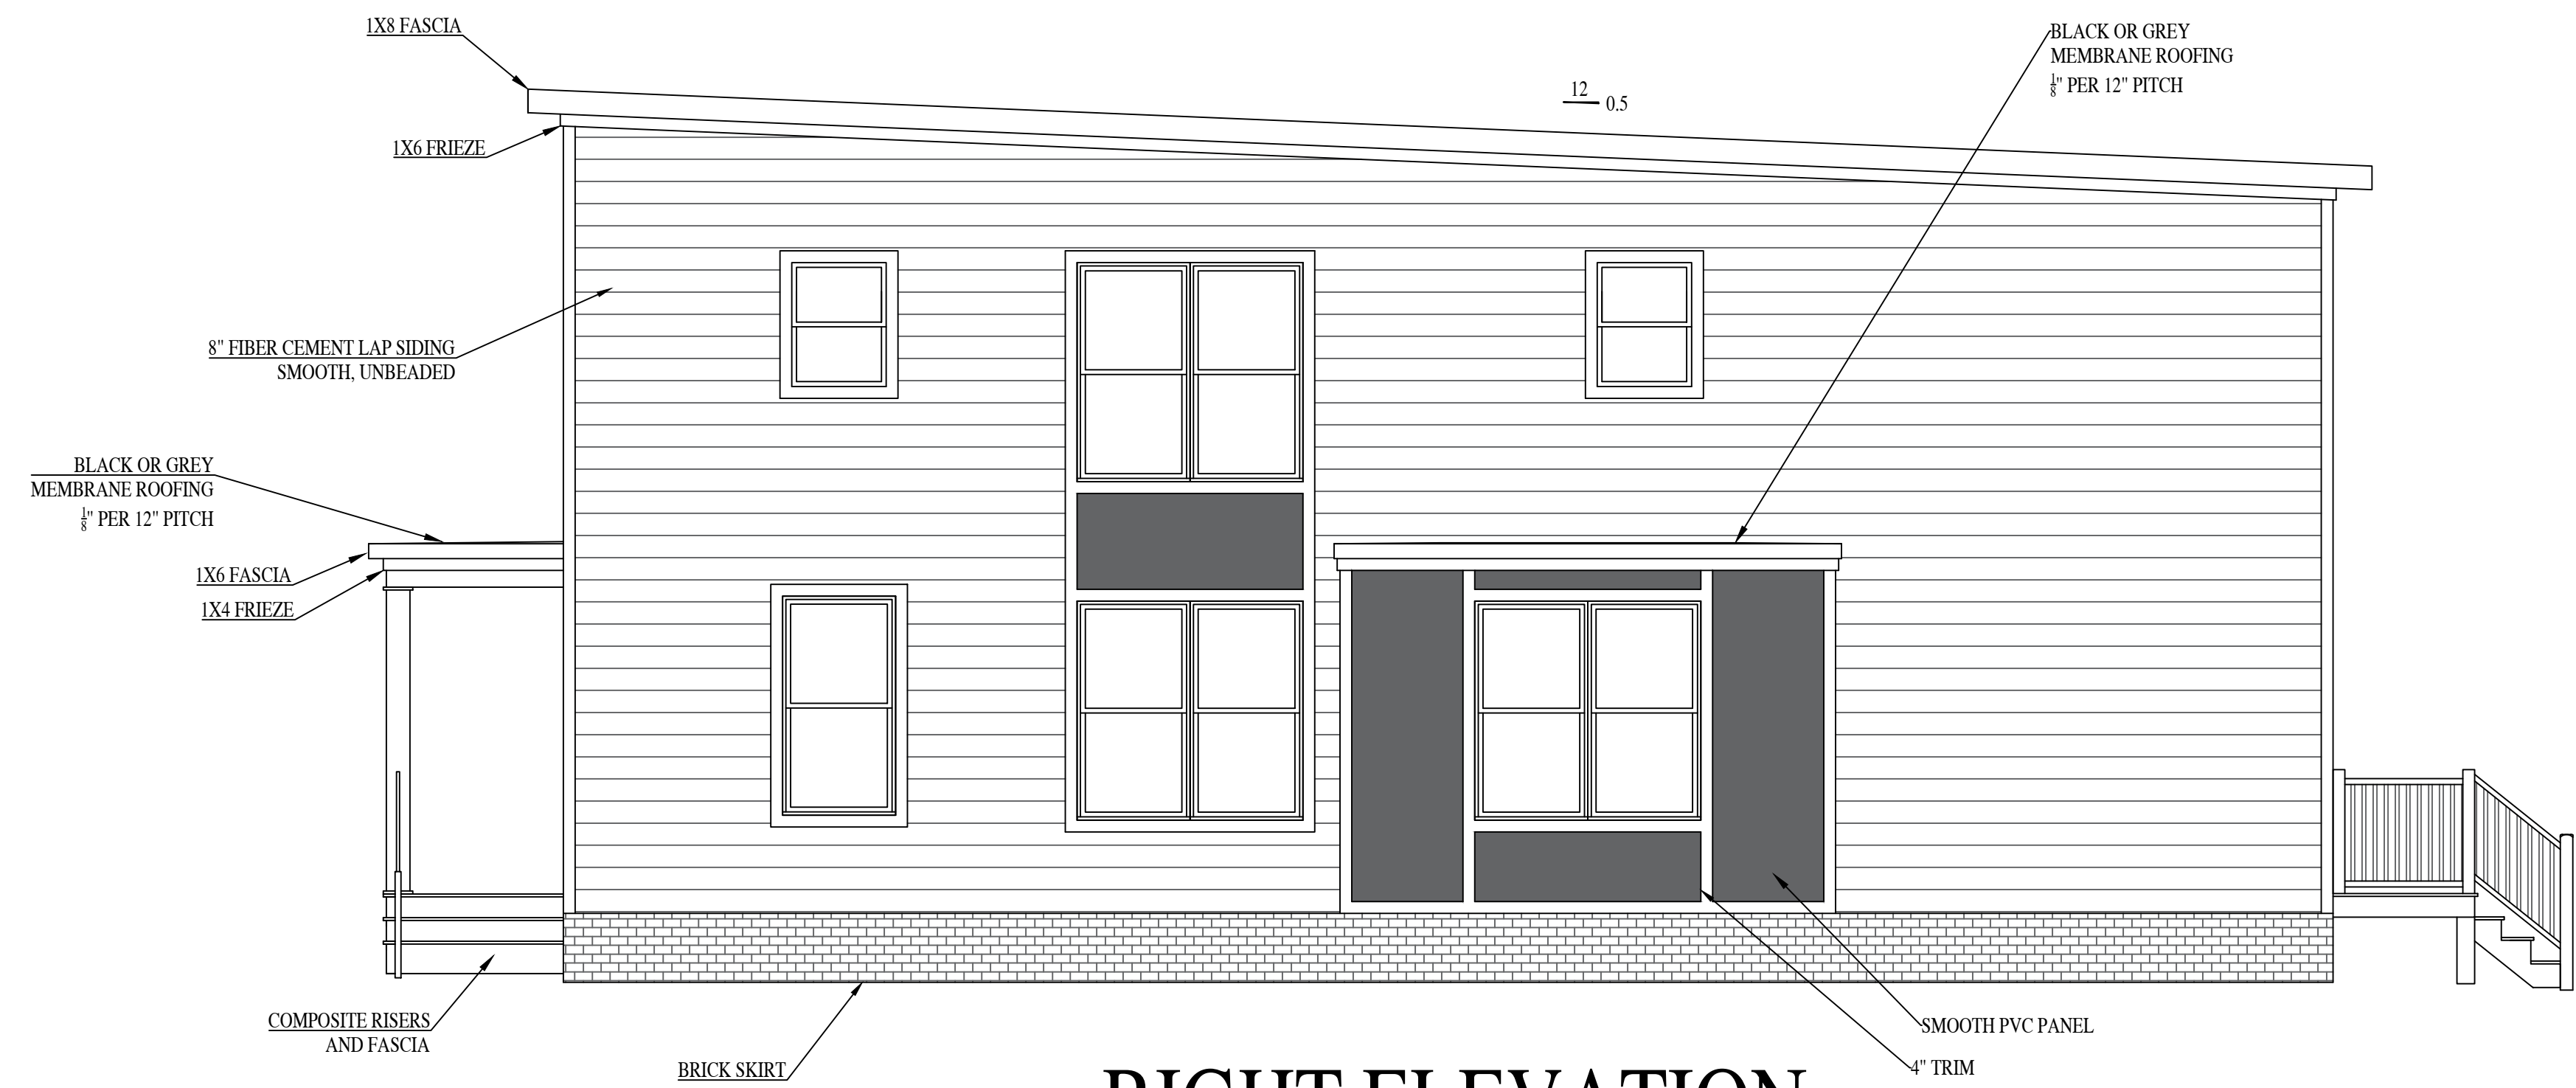 1X8 FASCIA
BLACK OR GREY
MEMBRANE ROOFING
1/8" PER 12" PITCH
12
0.5
1X6 FRIEZE
8" FIBER CEMENT LAP SIDING
SMOOTH, UNBEADED
BLACK OR GREY
MEMBRANE ROOFING
1/8" PER 12" PITCH
1X6 FASCIA
1X4 FRIEZE
COMPOSITE RISERS
AND FASCIA
BRICK SKIRT
SMOOTH PVC PANEL
4" TRIM
RIGHT ELEVATION